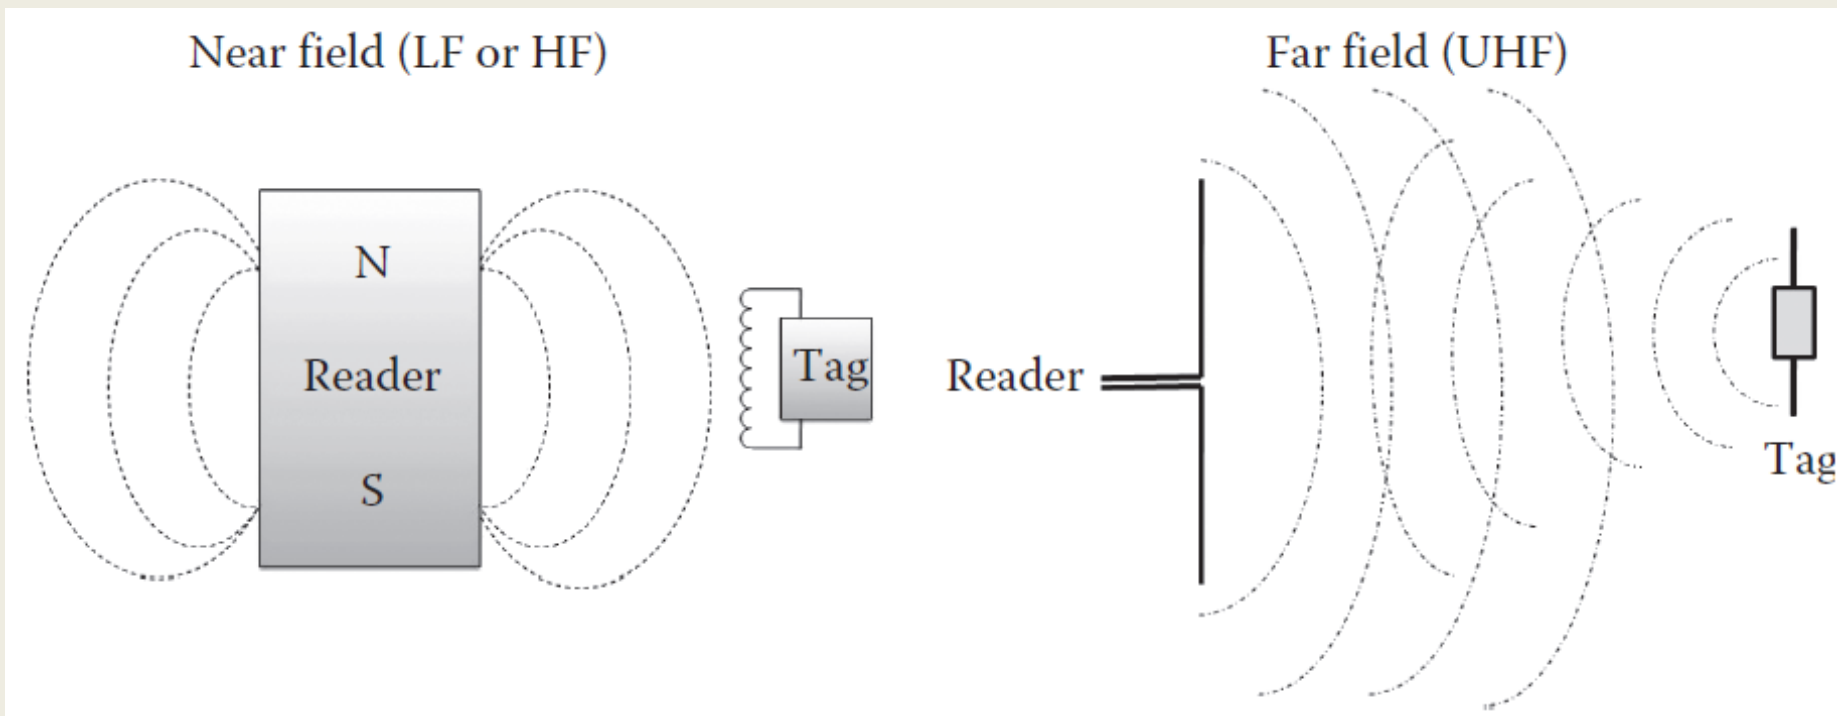 Near field (LF or HF)
N
Reader
S
Tag
Far field (UHF)
Reader
Tag